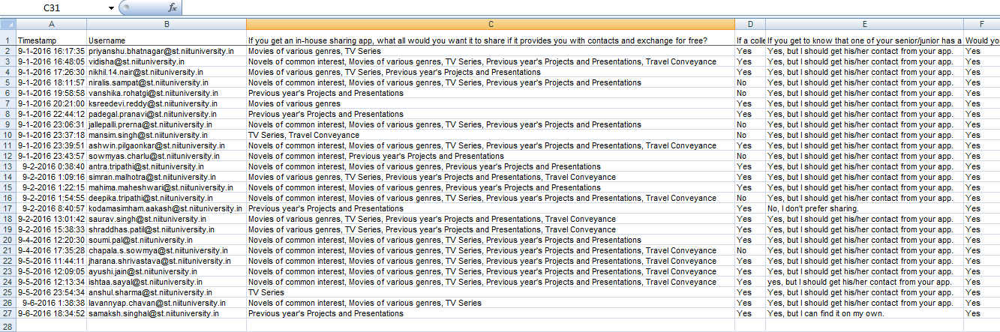 C31 fx
A B C D E F
1 Timestamp Username If you get an in-house sharing app, what all would you want it to share if it provides you with contacts and exchange for free? If a colle If you get to know that one of your senior/junior has a Would yo
2 9-1-2016 16:17:35 priyanshu.bhatnagar@st.niituniversity.in Movies of various genres, TV Series Yes Yes, but I should get his/her contact from your app. Yes
3 9-1-2016 16:48:05 vidisha@st.niituniversity.in Novels of common interest, Movies of various genres, TV Series, Previous year's Projects and Presentations, Travel Conveyance Yes Yes, but I should get his/her contact from your app. Yes
4 9-1-2016 17:26:30 nikhil.14.nair@st.niituniversity.in Movies of various genres, TV Series, Previous year's Projects and Presentations Yes Yes, but I should get his/her contact from your app. Yes
5 9-1-2016 18:11:57 niralis.sampat@st.niituniversity.in Novels of common interest, Movies of various genres, TV Series, Previous year's Projects and Presentations No Yes, but I should get his/her contact from your app. Yes
6 9-1-2016 19:58:58 vanshika.rohatgi@st.niituniversity.in Previous year's Projects and Presentations No Yes, but I should get his/her contact from your app. Yes
7 9-1-2016 20:21:00 ksreedevi.reddy@st.niituniversity.in Movies of various genres Yes Yes, but I should get his/her contact from your app. Yes
8 9-1-2016 22:44:12 padegal.pranavi@st.niituniversity.in Previous year's Projects and Presentations Yes Yes, but I should get his/her contact from your app. Yes
9 9-1-2016 23:06:31 jallepalli.prerna@st.niituniversity.in Novels of common interest, Movies of various genres, TV Series, Previous year's Projects and Presentations No Yes, but I should get his/her contact from your app. Yes
10 9-1-2016 23:37:18 mansim.singh@st.niituniversity.in TV Series, Travel Conveyance No Yes, but I should get his/her contact from your app. Yes
11 9-1-2016 23:39:51 ashwin.pilgaonkar@st.niituniversity.in Novels of common interest, Movies of various genres, TV Series, Previous year's Projects and Presentations, Travel Conveyance Yes Yes, but I should get his/her contact from your app. Yes
12 9-1-2016 23:43:57 sowmyas.charlu@st.niituniversity.in Novels of common interest, Previous year's Projects and Presentations No Yes, but I should get his/her contact from your app. Yes
13 9-2-2016 0:38:40 antra.tripathi@st.niituniversity.in Novels of common interest, Movies of various genres, Previous year's Projects and Presentations Yes Yes, but I should get his/her contact from your app. Yes
14 9-2-2016 1:09:16 simran.malhotra@st.niituniversity.in Movies of various genres, TV Series, Previous year's Projects and Presentations, Travel Conveyance Yes Yes, but I should get his/her contact from your app. Yes
15 9-2-2016 1:22:15 mahima.maheshwari@st.niituniversity.in Novels of common interest, Movies of various genres, Previous year's Projects and Presentations Yes Yes, but I should get his/her contact from your app. Yes
16 9-2-2016 1:54:55 deepika.tripathi@st.niituniversity.in Novels of common interest, Movies of various genres, TV Series, Previous year's Projects and Presentations, Travel Conveyance No Yes, but I should get his/her contact from your app. Yes
17 9-2-2016 8:40:57 kodamasimham.aakash@st.niituniversity.in Previous year's Projects and Presentations Yes No, I don't prefer sharing. Yes
18 9-2-2016 13:01:42 saurav.singh@st.niituniversity.in Movies of various genres, TV Series, Previous year's Projects and Presentations, Travel Conveyance Yes Yes, but I should get his/her contact from your app. Yes
19 9-2-2016 15:38:33 shraddhas.patil@st.niituniversity.in Movies of various genres, TV Series, Previous year's Projects and Presentations, Travel Conveyance Yes Yes, but I should get his/her contact from your app. Yes
20 9-4-2016 12:20:30 soumi.pal@st.niituniversity.in Novels of common interest, Movies of various genres, TV Series, Previous year's Projects and Presentations Yes Yes, but I should get his/her contact from your app. Yes
21 9-4-2016 17:35:28 chapala.s.sowmya@st.niituniversity.in Novels of common interest, Movies of various genres, TV Series, Previous year's Projects and Presentations, Travel Conveyance No Yes, but I should get his/her contact from your app. Yes
22 9-5-2016 11:44:11 jharana.shrivastava@st.niituniversity.in Novels of common interest, Movies of various genres, TV Series, Previous year's Projects and Presentations, Travel Conveyance Yes Yes, but I should get his/her contact from your app. Yes
23 9-5-2016 12:09:05 ayushi.jain@st.niituniversity.in Novels of common interest, Movies of various genres, TV Series, Previous year's Projects and Presentations, Travel Conveyance Yes Yes, but I should get his/her contact from your app. Yes
24 9-5-2016 12:13:34 ishtaa.sayal@st.niituniversity.in Novels of common interest, Movies of various genres, TV Series, Previous year's Projects and Presentations, Travel Conveyance Yes yes, but I should get his/her contact from your app. Yes
25 9-5-2016 23:54:34 anshul.sharma@st.niituniversity.in TV Series Yes Yes, but I should get his/her contact from your app. Yes
26 9-6-2016 1:38:38 lavannyap.chavan@st.niituniversity.in Novels of common interest, Movies of various genres, TV Series Yes Yes, but I should get his/her contact from your app. Yes
27 9-6-2016 18:34:52 samaksh.singhal@st.niituniversity.in Previous year's Projects and Presentations Yes Yes, but I can find it on my own. Yes
28